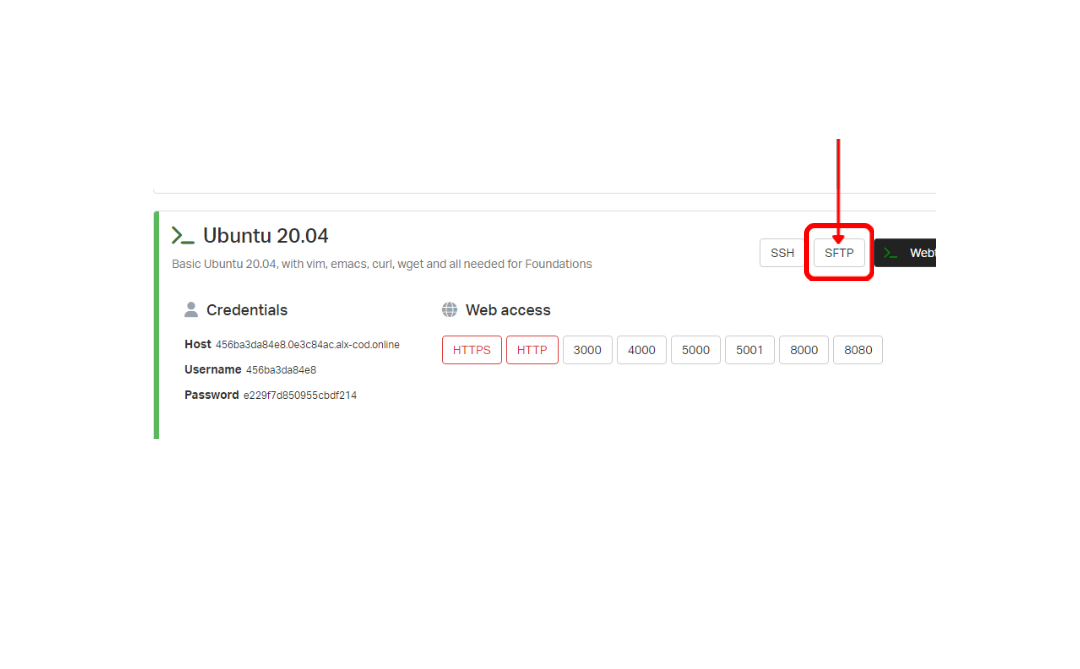 Ubuntu 20.04
Basic Ubuntu 20.04, with vim, emacs, curl, wget and all needed for Foundations
SSH
SFTP
Credentials
Host 456ba3da84e8.0e3c84ac.alx-cod.online
Username 456ba3da84e8
Password e229f7d850955cbdf214
Web access
HTTPS HTTP 3000 4000 5000 5001 8000 8080